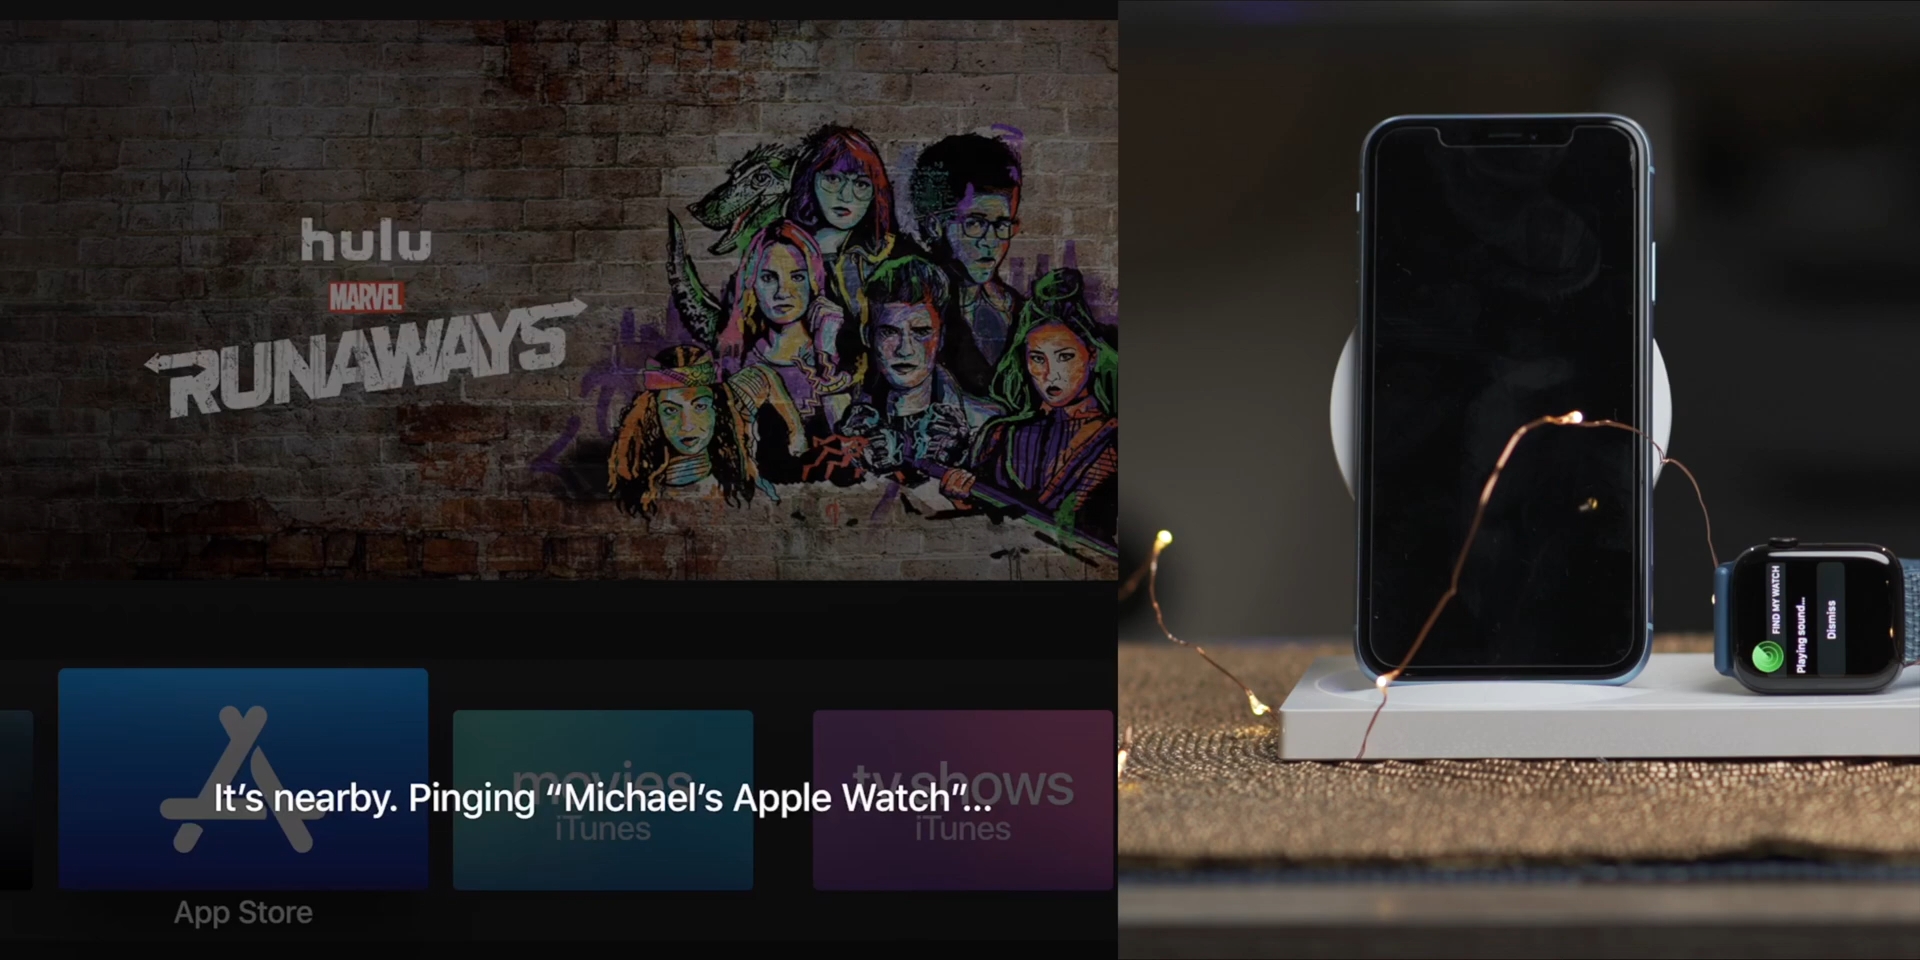 hulu
MARVEL
RUNAWAYS
movies
tv shows
It’s nearby. Pinging “Michael’s Apple Watch”...
iTunes
iTunes
App Store
FIND MY WATCH
Playing sound...
Dismiss